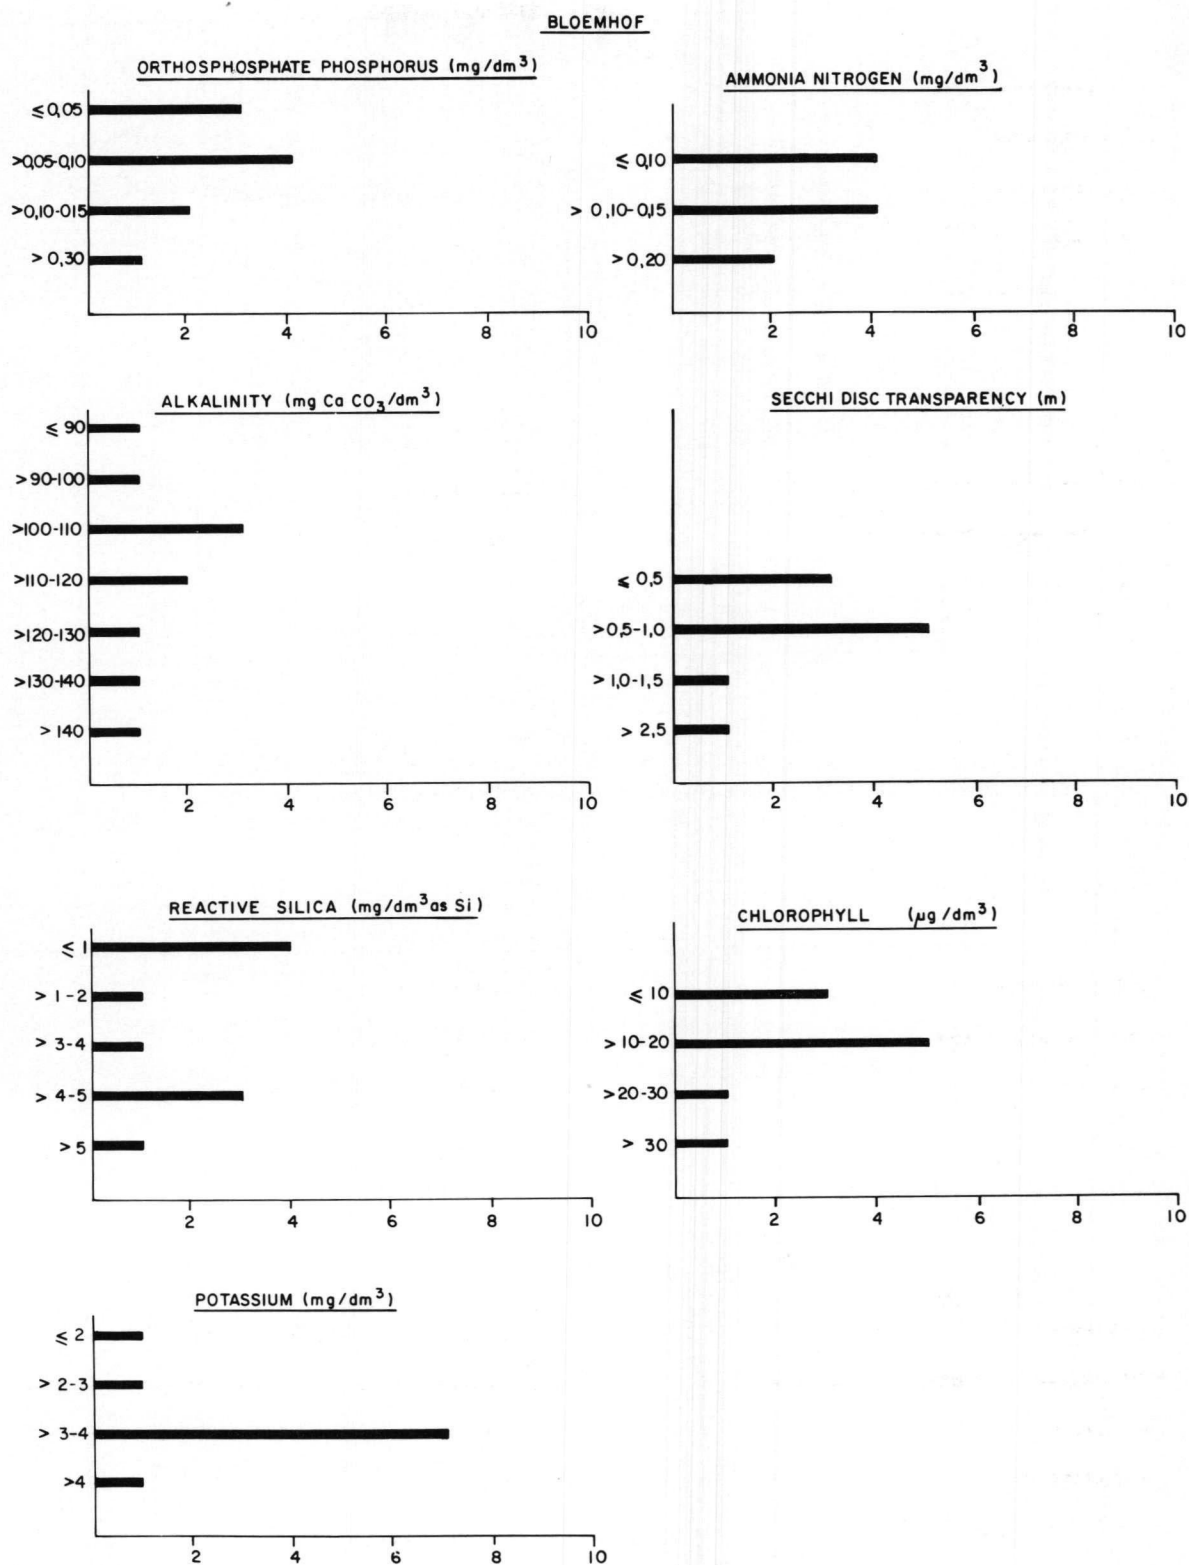 BLOEMHOF
ORTHOSPHOSPHATE PHOSPHORUS (mg/dm³)
≤ 0,05
>0,05-0,10
>0,10-015
> 0,30
2 4 6 8 10
AMMONIA NITROGEN (mg/dm³)
≤ 0,10
> 0,10-0,15
>0,20
2 4 6 8 10
ALKALINITY (mg Ca CO₃/dm³)
≤ 90
>90-100
>100-110
>110-120
>120-130
>130-140
> 140
2 4 6 8 10
SECCHI DISC TRANSPARENCY (m)
≤ 0,5
>0,5-1,0
>1,0-1,5
> 2,5
2 4 6 8 10
REACTIVE SILICA (mg/dm³ as Si)
≤ 1
> 1-2
> 3-4
> 4-5
>5
2 4 6 8 10
CHLOROPHYLL (µg/dm³)
≤ 10
> 10-20
>20-30
> 30
2 4 6 8 10
POTASSIUM (mg/dm³)
≤ 2
> 2-3
> 3-4
>4
2 4 6 8 10